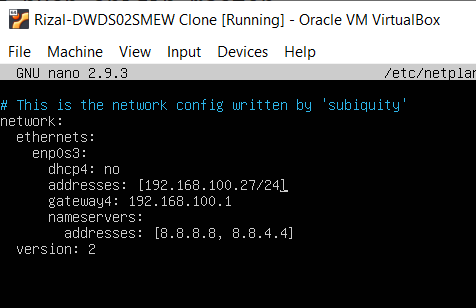 Rizal-DWDS02SMEW Clone [Running] - Oracle VM VirtualBox
File Machine View Input Devices Help
GNU nano 2.9.3 /etc/netplan
# This is the network config written by 'subiquity'
network:
  ethernets:
    enp0s3:
      dhcp4: no
      addresses: [192.168.100.27/24]
      gateway4: 192.168.100.1
      nameservers:
        addresses: [8.8.8.8, 8.8.4.4]
  version: 2